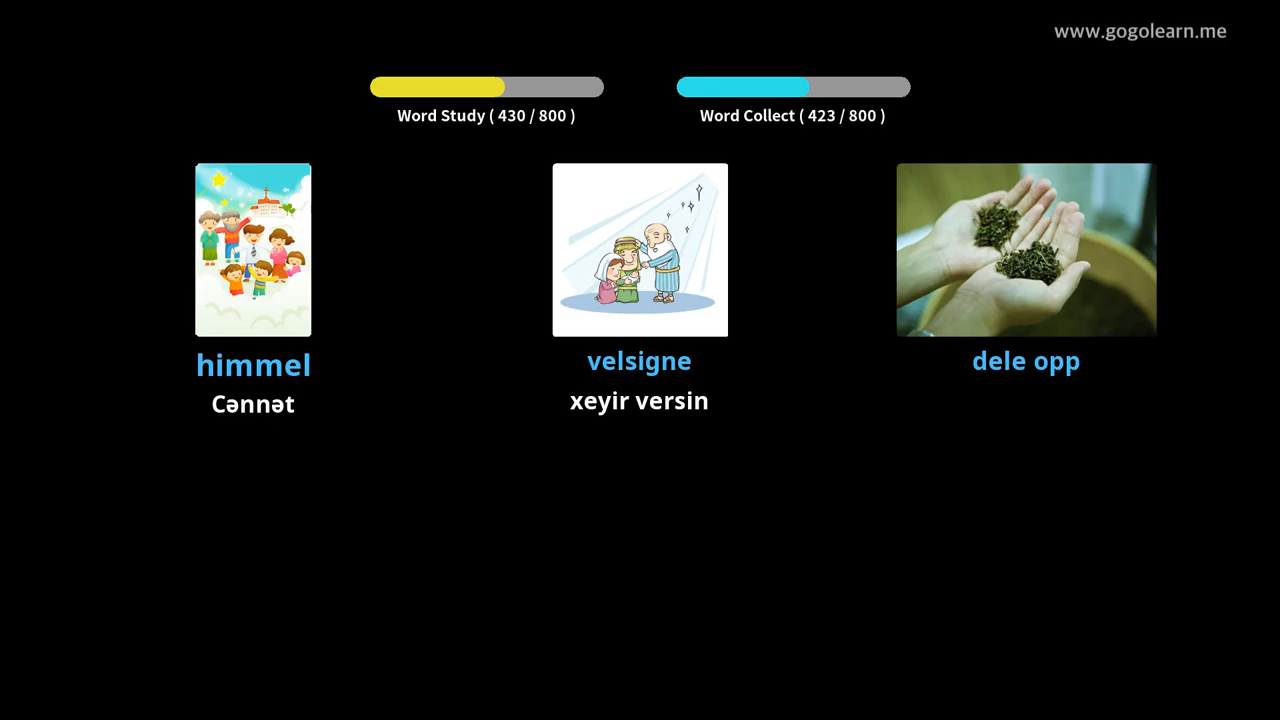 www.gogolearn.me
Word Study ( 430 / 800 )
Word Collect ( 423 / 800 )
himmel
Cənnət
velsigne
xeyir versin
dele opp